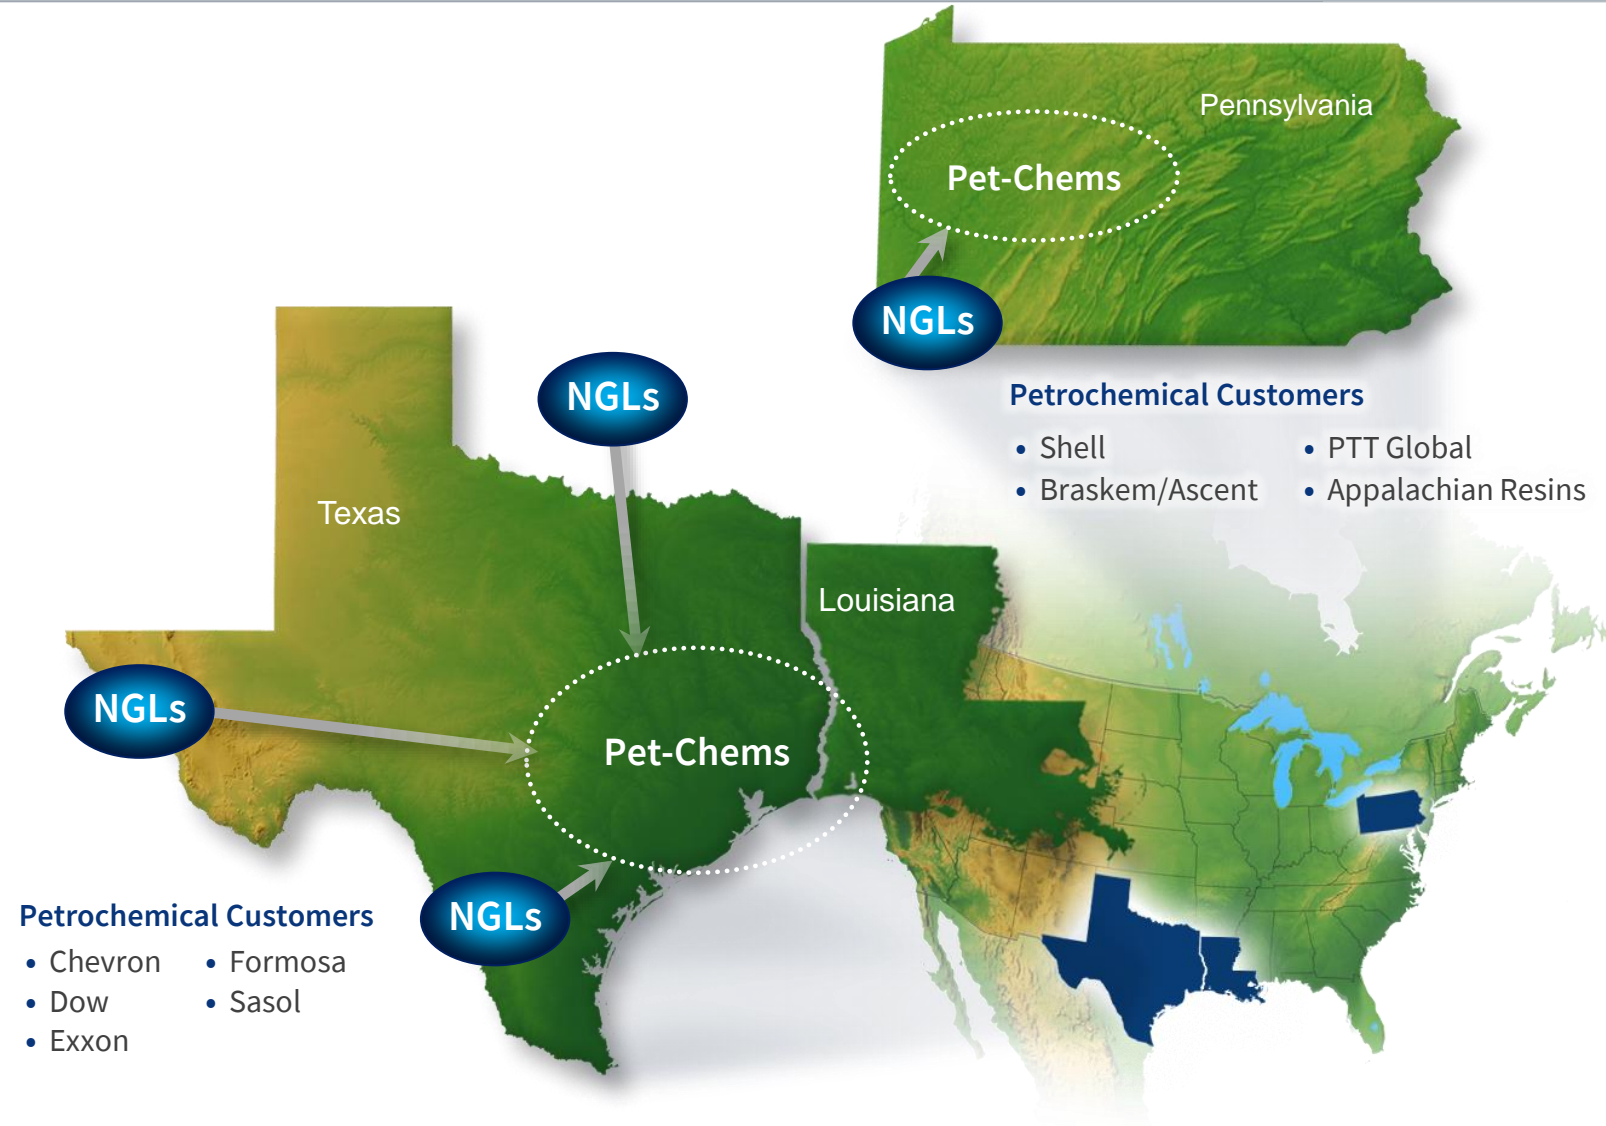 Pennsylvania
Pet-Chems
NGLs
Petrochemical Customers
• Shell
• Braskem/Ascent
• PTT Global
• Appalachian Resins
NGLs
Texas
Louisiana
NGLs
Pet-Chems
NGLs
Petrochemical Customers
• Chevron
• Dow
• Exxon
• Formosa
• Sasol